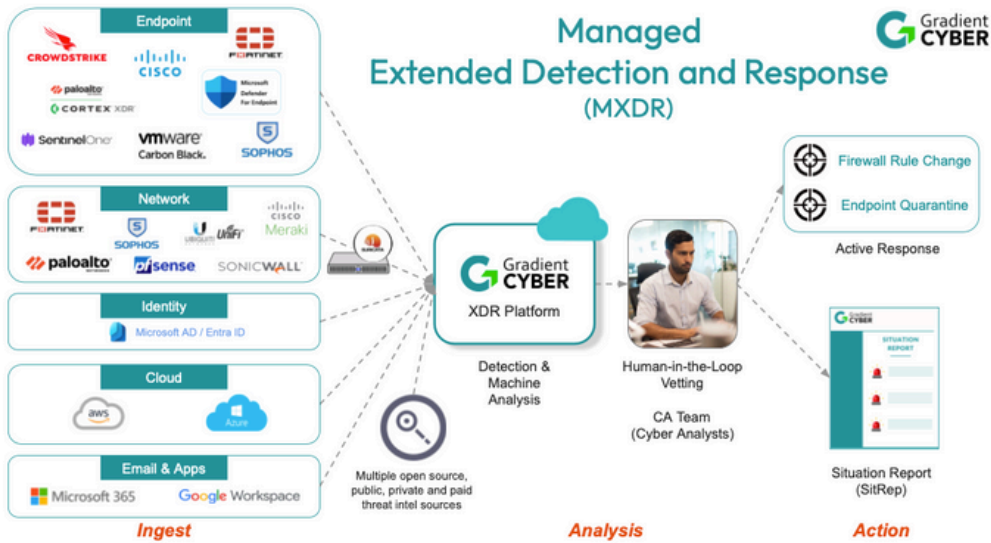 Managed
Extended Detection and Response
(MXDR)
Gradient
CYBER
Endpoint
CROWDSTRIKE
CISCO
FORTINET
paloalto
CORTEX XDR
Microsoft
Defender
For Endpoint
SentinelOne
vmware
Carbon Black.
SOPHOS
Network
FORTINET
SOPHOS
UBIQUITI
UniFi
CISCO
Meraki
paloalto
pfsense
SONICWALL
Identity
Microsoft AD / Entra ID
Cloud
aws
Azure
Email & Apps
Microsoft 365
Google Workspace
Ingest
Multiple open source,
public, private and paid
threat intel sources
Gradient
CYBER
XDR Platform
Detection &
Machine
Analysis
Human-in-the-Loop
Vetting
CA Team
(Cyber Analysts)
Analysis
Firewall Rule Change
Endpoint Quarantine
Active Response
Gradient
CYBER
SITUATION
REPORT
Situation Report
(SitRep)
Action